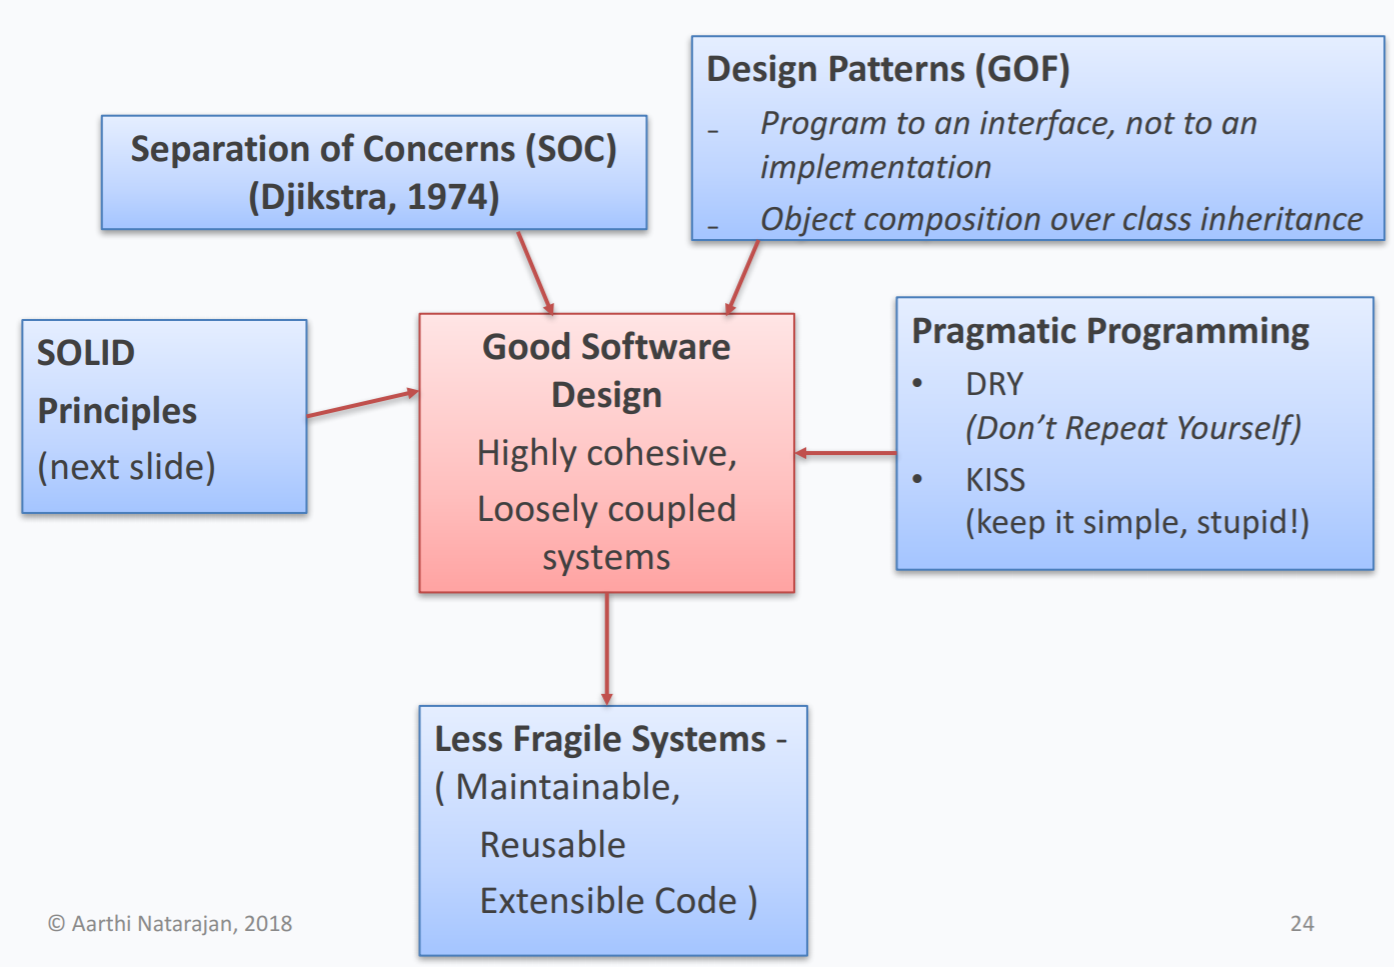 Design Patterns (GOF)
- Program to an interface, not to an
implementation
- Object composition over class inheritance
Separation of Concerns (SOC)
(Djikstra, 1974)
SOLID
Principles
(next slide)
Good Software
Design
Highly cohesive,
Loosely coupled
systems
Pragmatic Programming
• DRY
(Don’t Repeat Yourself)
• KISS
(keep it simple, stupid!)
Less Fragile Systems -
( Maintainable,
Reusable
Extensible Code )
© Aarthi Natarajan, 2018
24